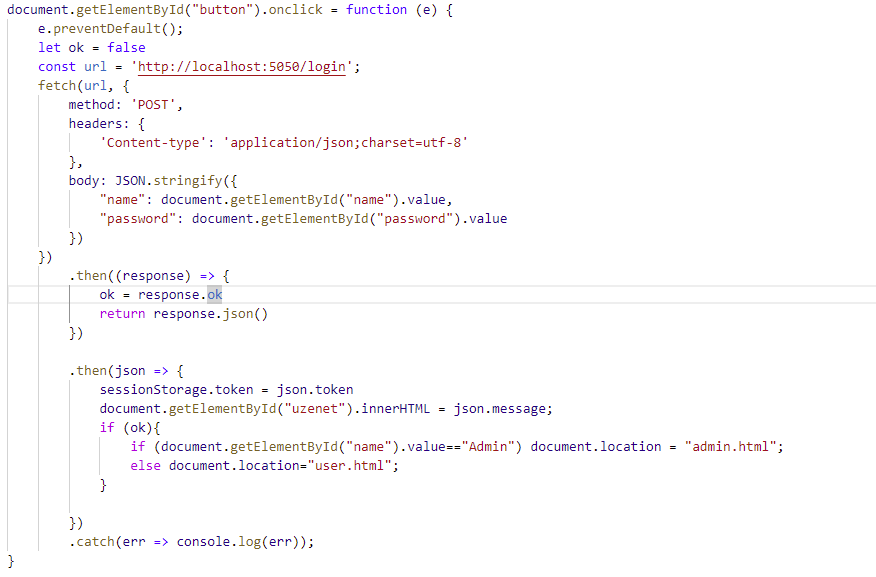 document.getElementById("button").onclick = function (e) {
    e.preventDefault();
    let ok = false
    const url = 'http://localhost:5050/login';
    fetch(url, {
        method: 'POST',
        headers: {
            'Content-type': 'application/json;charset=utf-8'
        },
        body: JSON.stringify({
            "name": document.getElementById("name").value,
            "password": document.getElementById("password").value
        })
    })
        .then((response) => {
            ok = response.ok
            return response.json()
        })

        .then(json => {
            sessionStorage.token = json.token
            document.getElementById("uzenet").innerHTML = json.message;
            if (ok){
                if (document.getElementById("name").value=="Admin") document.location = "admin.html";
                else document.location="user.html";
            }

        })
        .catch(err => console.log(err));
}